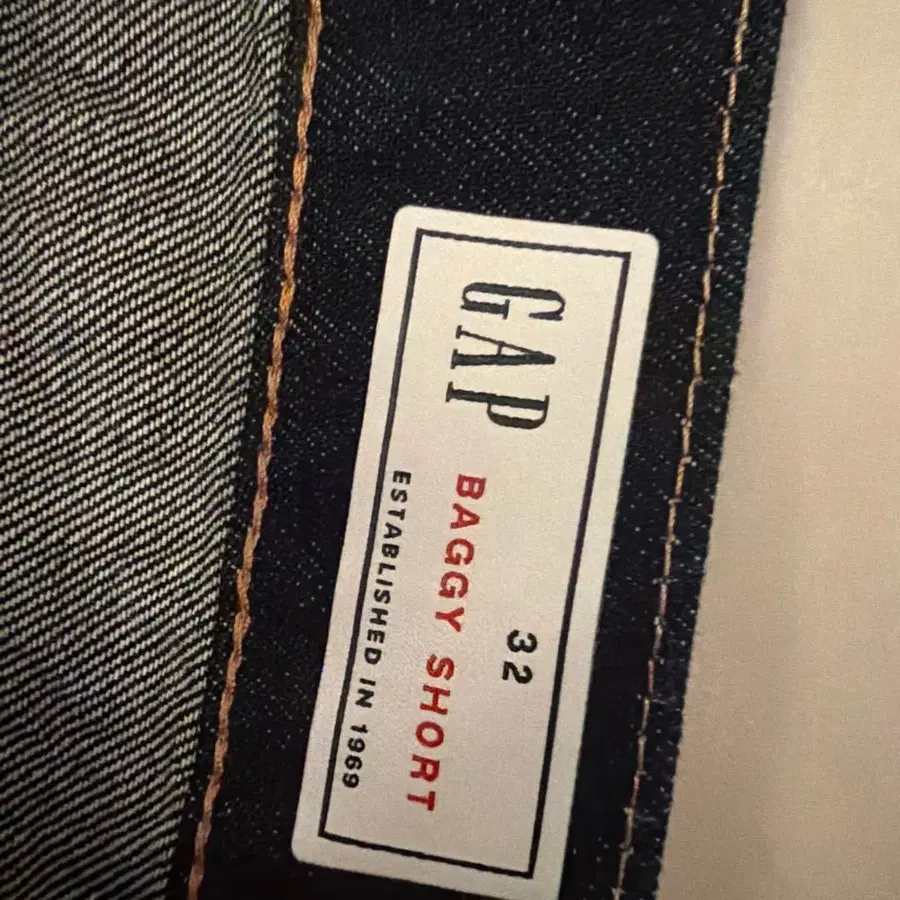 GAP
32
BAGGY SHORT
ESTABLISHED IN 1969